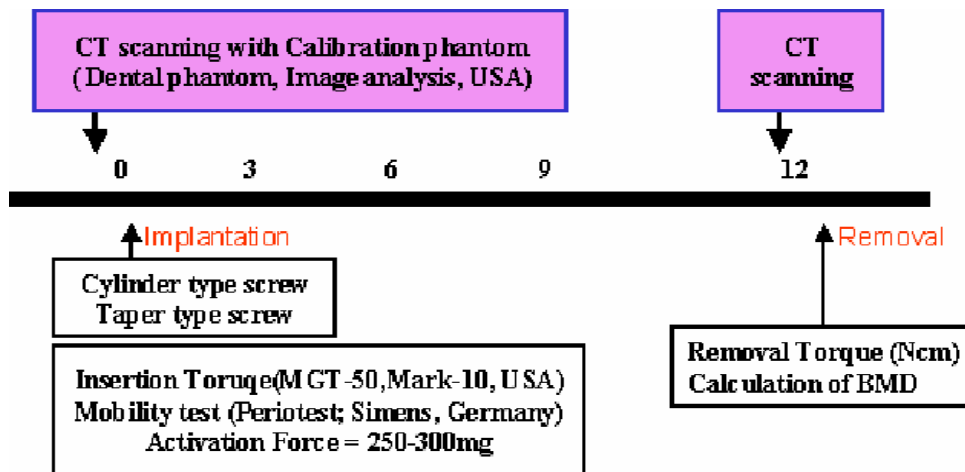 CT scanning with Calibration phantom
( Dental phantom, Image analysis, USA)
CT
scanning
0 3 6 9 12
Implantation
Removal
Cylinder type screw
Taper type screw
Insertion Toruqe(MGT-50,Mark-10, USA)
Mobility test (Periotest; Simens, Germany)
Activation Force = 250-300mg
Removal Torque (Ncm)
Calculation of BMD